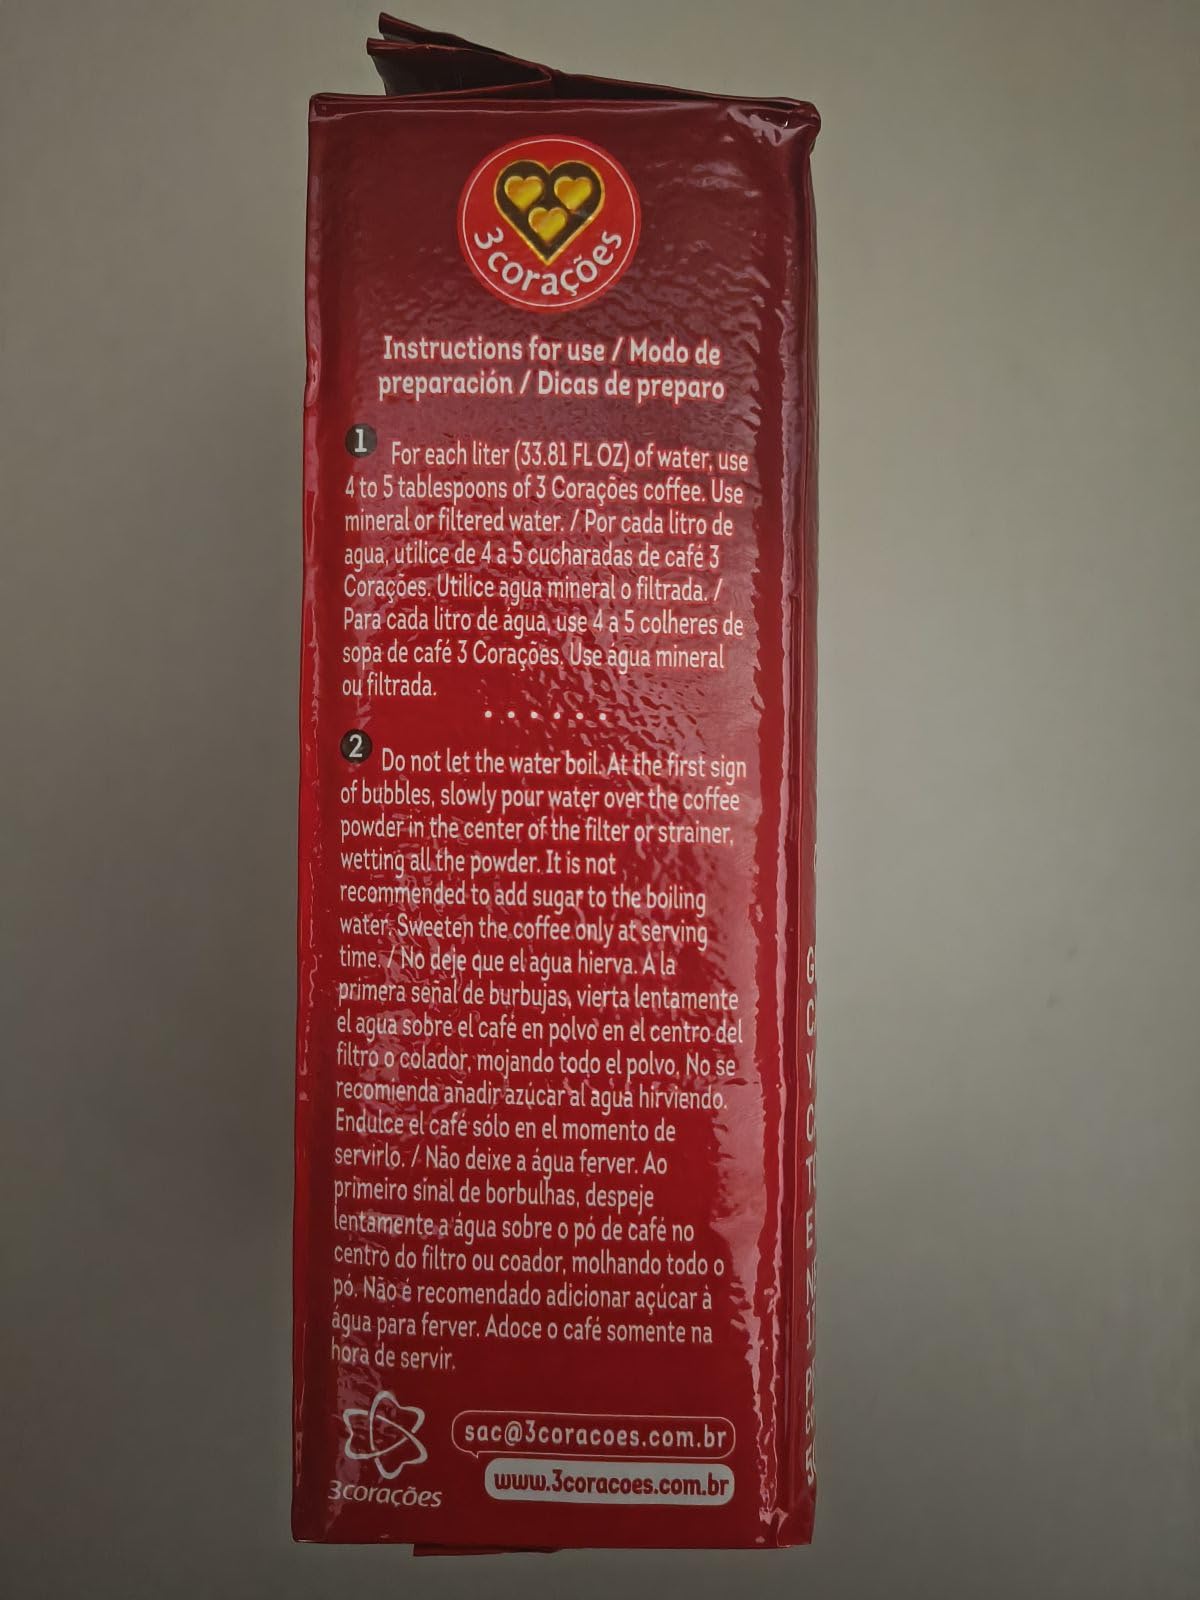 3corações
Instructions for use / Modo de
preparación / Dicas de preparo
1 For each liter (33.81 FL OZ) of water, use
4 to 5 tablespoons of 3 Corações coffee. Use
mineral or filtered water. / Por cada litro de
agua, utilice de 4 a 5 cucharadas de café 3
Corações. Utilice agua mineral o filtrada. /
Para cada litro de água, use 4 a 5 colheres de
sopa de café 3 Corações. Use água mineral
ou filtrada.
2 Do not let the water boil. At the first sign
of bubbles, slowly pour water over the coffee
powder in the center of the filter or strainer,
wetting all the powder. It is not
recommended to add sugar to the boiling
water. Sweeten the coffee only at serving
time. / No deje que el agua hierva. A la
primera señal de burbujas, vierta lentamente
el agua sobre el café en polvo en el centro del
filtro o colador, mojando todo el polvo. No se
recomienda añadir azúcar al agua hirviendo.
Endulce el café sólo en el momento de
servirlo. / Não deixe a água ferver. Ao
primeiro sinal de borbulhas, despeje
lentamente a água sobre o pó de café no
centro do filtro ou coador, molhando todo o
pó. Não é recomendado adicionar açúcar à
água para ferver. Adoce o café somente na
hora de servir.
sac@3coracoes.com.br
www.3coracoes.com.br
3corações